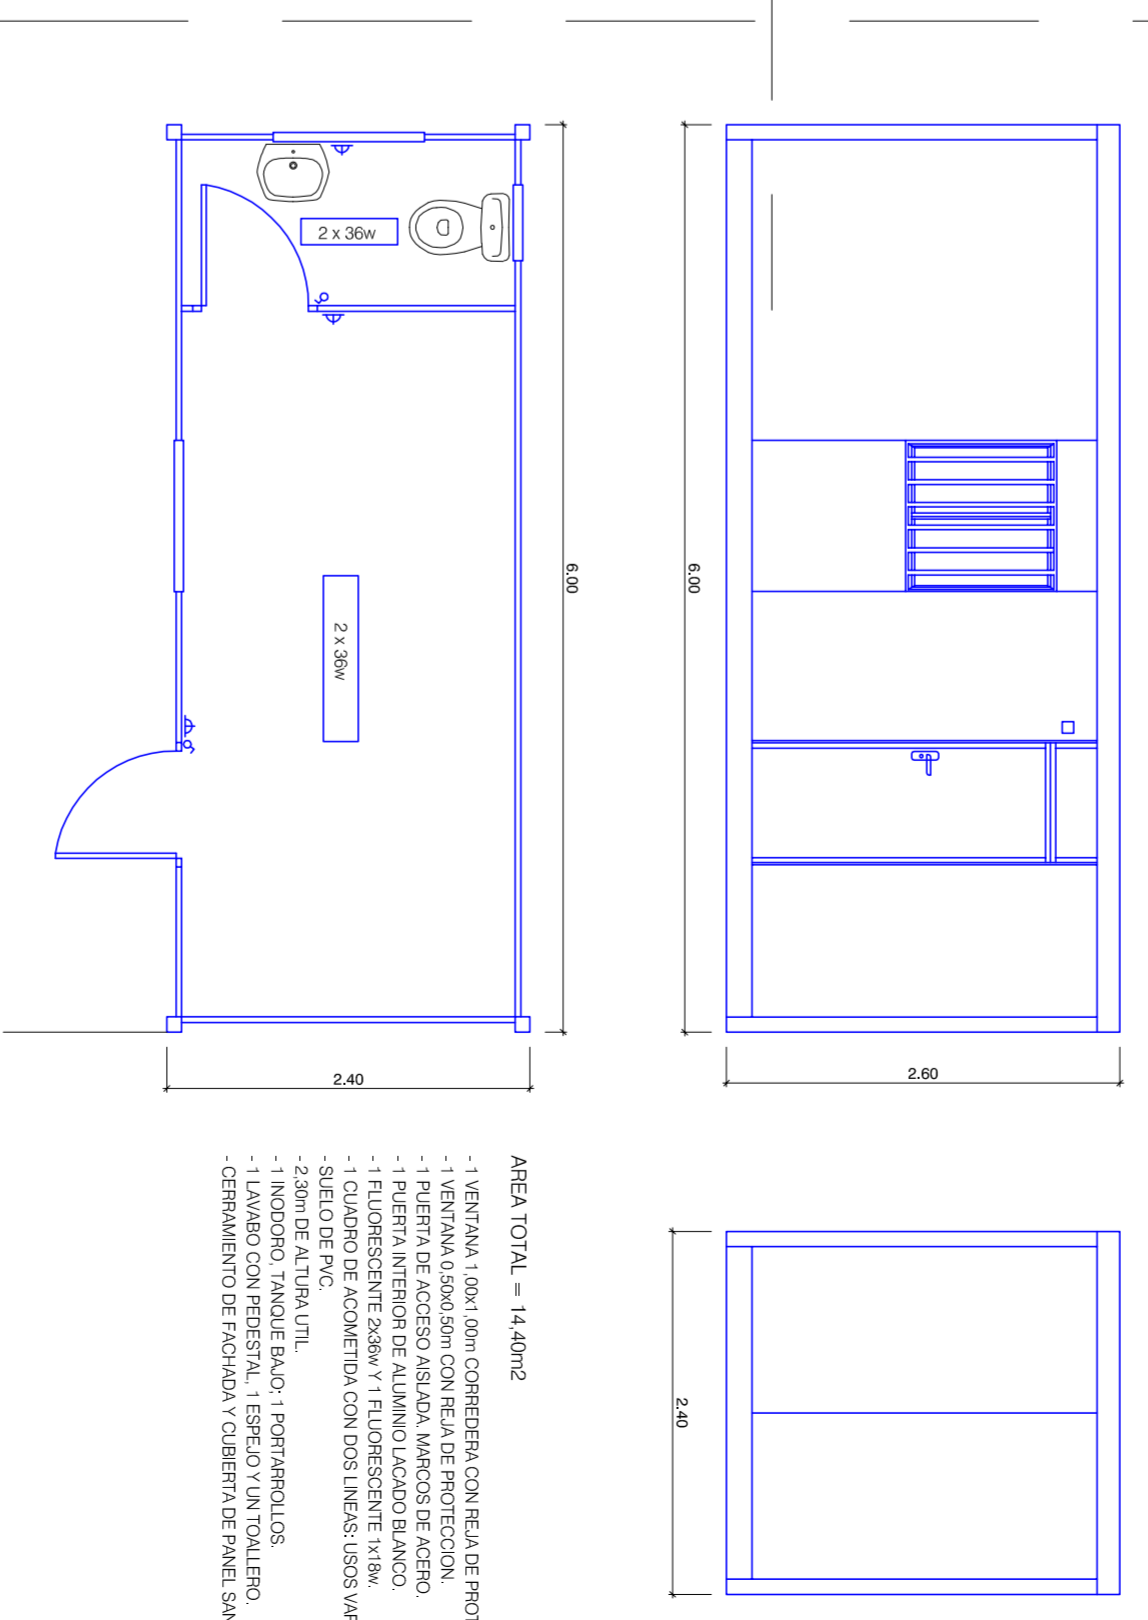 2 x 36w
2 x 36w
6.00
6.00
2.40
2.60
2.40
AREA TOTAL = 14,40m2
- 1 VENTANA 1,00x1,00m CORREDERA CON REJA DE
- 1 VENTANA 0,50x0,50m CON REJA DE PROTECCION.
- 1 PUERTA DE ACCESO AISLADA. MARCOS DE ACERO.
- 1 PUERTA INTERIOR DE ALUMINIO LACADO BLANCO.
- 1 FLUORESCENTE 2x36w Y 1 FLUORESCENTE 1x18w.
- 1 CUADRO DE ACOMETIDA CON DOS LINEAS: USOS
- SUELO DE PVC.
- 2,30m DE ALTURA UTIL.
- 1 INODORO, TANQUE BAJO; 1 PORTARROLLOS.
- 1 LAVABO CON PEDESTAL, 1 ESPEJO Y UN TOALLERO.
- CERRAMIENTO DE FACHADA Y CUBIERTA DE PANEL